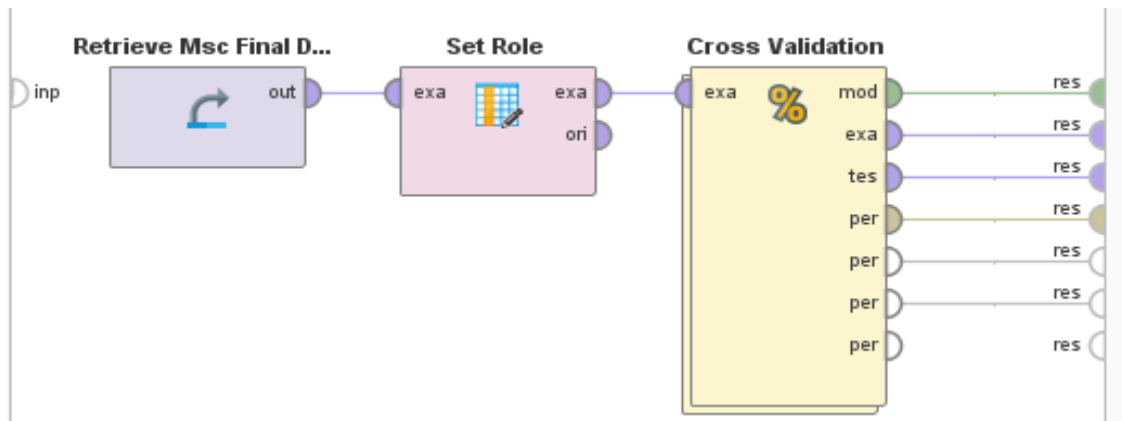 Retrieve Msc Final D...
Set Role
Cross Validation
inp
out
exa
exa
ori
exa
mod
exa
tes
per
per
per
per
res
res
res
res
res
res
res